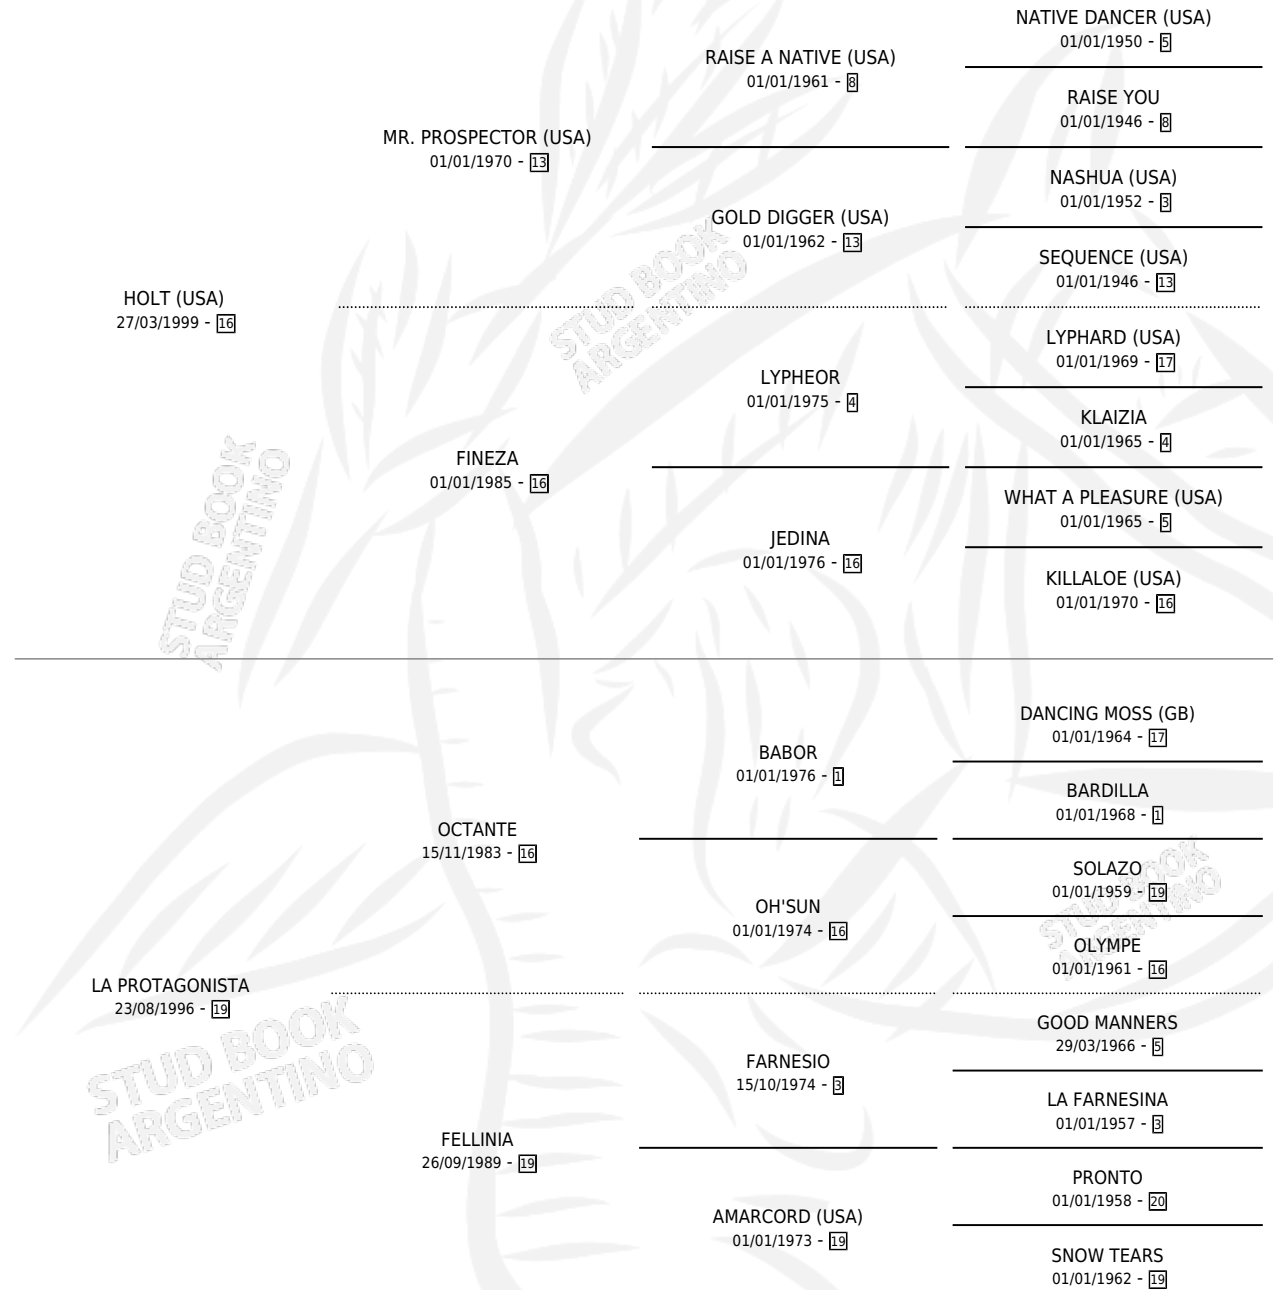 NATIVE DANCER (USA)
01/01/1950 - 5
RAISE A NATIVE (USA)
01/01/1961 - 8
RAISE YOU
01/01/1946 - 8
MR. PROSPECTOR (USA)
01/01/1970 - 13
NASHUA (USA)
01/01/1952 - 3
GOLD DIGGER (USA)
01/01/1962 - 13
SEQUENCE (USA)
01/01/1946 - 13
HOLT (USA)
27/03/1999 - 16
LYPHARD (USA)
01/01/1969 - 17
LYPHEOR
01/01/1975 - 4
KLAIZIA
01/01/1965 - 4
FINEZA
01/01/1985 - 16
WHAT A PLEASURE (USA)
01/01/1965 - 5
JEDINA
01/01/1976 - 16
KILLALOE (USA)
01/01/1970 - 16
STUD BOOK
ARGENTINO
STUD BOOK
ARGENTINO
DANCING MOSS (GB)
01/01/1964 - 17
BABOR
01/01/1976 - 1
BARDILLA
01/01/1968 - 1
OCTANTE
15/11/1983 - 16
SOLAZO
01/01/1959 - 19
OH'SUN
01/01/1974 - 16
OLYMPE
01/01/1961 - 16
LA PROTAGONISTA
23/08/1996 - 19
GOOD MANNERS
29/03/1966 - 5
FARNESIO
15/10/1974 - 3
LA FARNESINA
01/01/1957 - 3
FELLINIA
26/09/1989 - 19
PRONTO
01/01/1958 - 20
AMARCORD (USA)
01/01/1973 - 19
SNOW TEARS
01/01/1962 - 19
STUD BOOK
ARGENTINO
STUD BOOK
ARGENTINO